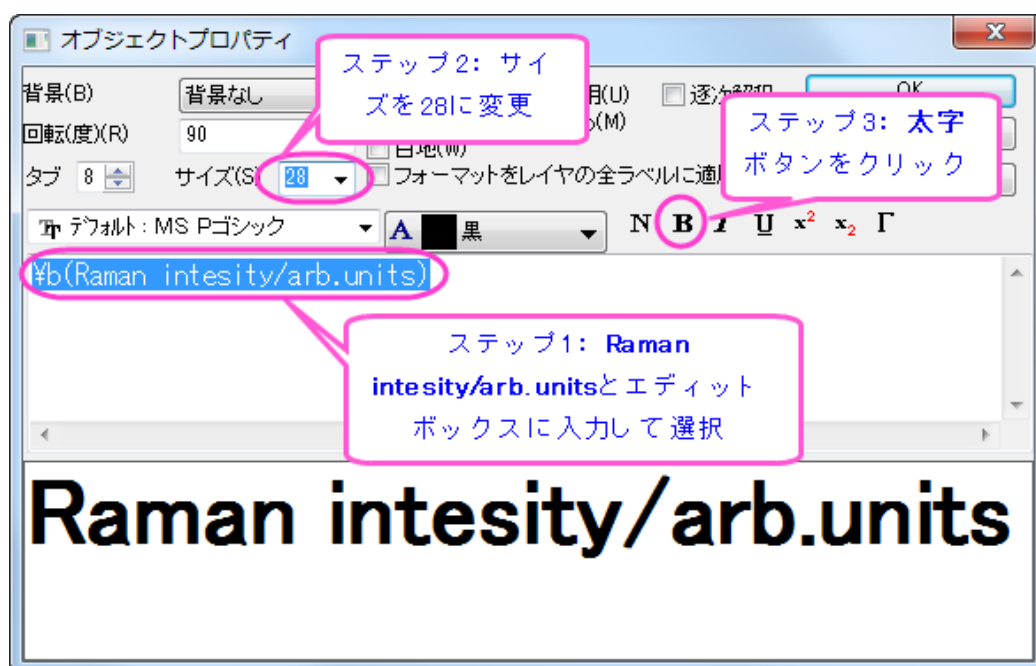 オブジェクトプロパティ
x
ステップ2: サイ
ズを28に変更
背景(B)
背景なし
用(U)
逐次解釈
OK
回転(度)(R)
90
(M)
白地(W)
ステップ3: 太字
ボタンをクリック
タブ 8
サイズ(S)
28
フォーマットをレイヤの全ラベルに適
デフォルト : MS Pゴシック
A 黒
N B I U x² x₂ Γ
¥b(Raman intesity/arb.units)
ステップ1: Raman
intesity/arb.unitsとエディット
ボックスに入力して選択
Raman intesity/arb.units